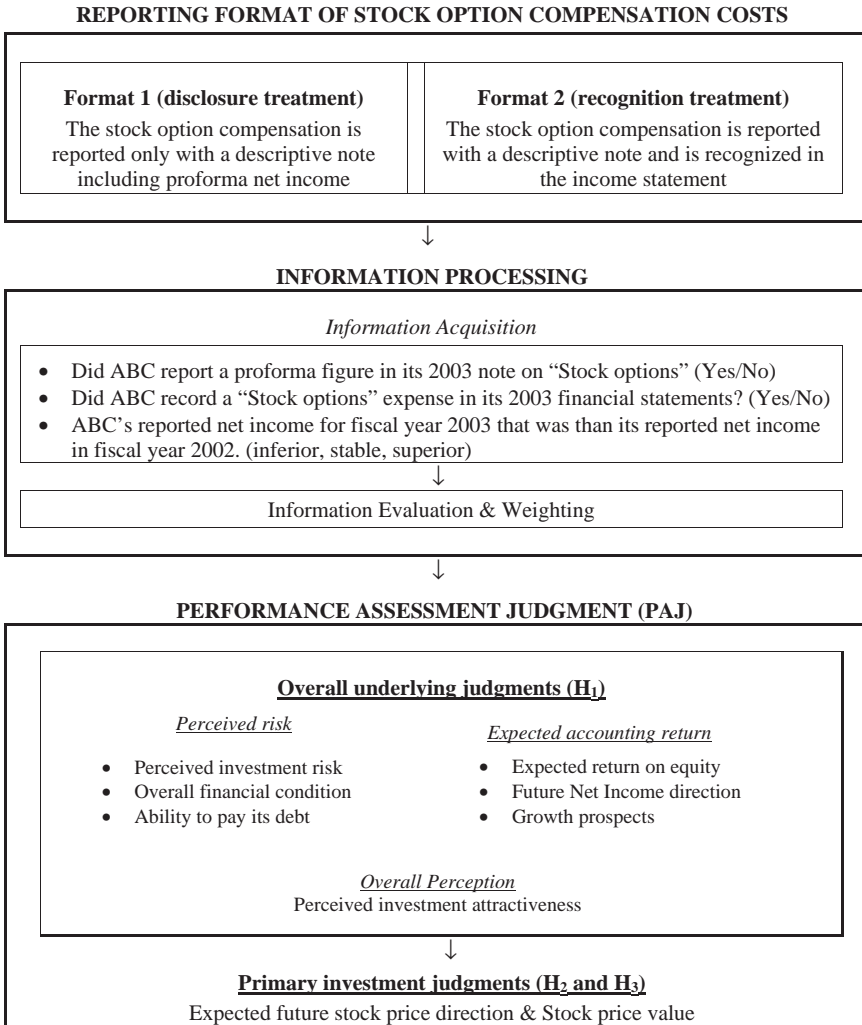 REPORTING FORMAT OF STOCK OPTION COMPENSATION COSTS
Format 1 (disclosure treatment)
The stock option compensation is
reported only with a descriptive note
including proforma net income
Format 2 (recognition treatment)
The stock option compensation is reported
with a descriptive note and is recognized in
the income statement
↓
INFORMATION PROCESSING
Information Acquisition
• Did ABC report a proforma figure in its 2003 note on “Stock options” (Yes/No)
• Did ABC record a “Stock options” expense in its 2003 financial statements? (Yes/No)
• ABC’s reported net income for fiscal year 2003 that was than its reported net income
in fiscal year 2002. (inferior, stable, superior)
↓
Information Evaluation & Weighting
↓
PERFORMANCE ASSESSMENT JUDGMENT (PAJ)
Overall underlying judgments (H1)
Perceived risk
• Perceived investment risk
• Overall financial condition
• Ability to pay its debt
Expected accounting return
• Expected return on equity
• Future Net Income direction
• Growth prospects
Overall Perception
Perceived investment attractiveness
↓
Primary investment judgments (H2 and H3)
Expected future stock price direction & Stock price value